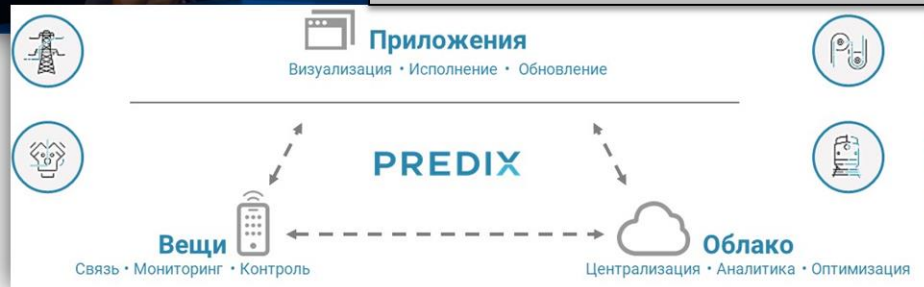 Приложения
Визуализация • Исполнение • Обновление
PREDIX
Вещи
Связь • Мониторинг • Контроль
Облако
Централизация • Аналитика • Оптимизация